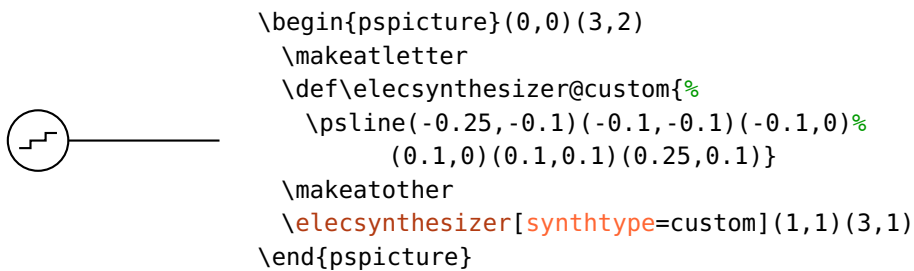 \begin{pspicture}(0,0)(3,2)
\makeatletter
\def\elecsynthesizer@custom{%
\psline(-0.25,-0.1)(-0.1,-0.1)(-0.1,0)%
(0.1,0)(0.1,0.1)(0.25,0.1)}
\makeatother
\elecsynthesizer[synthtype=custom](1,1)(3,1)
\end{pspicture}